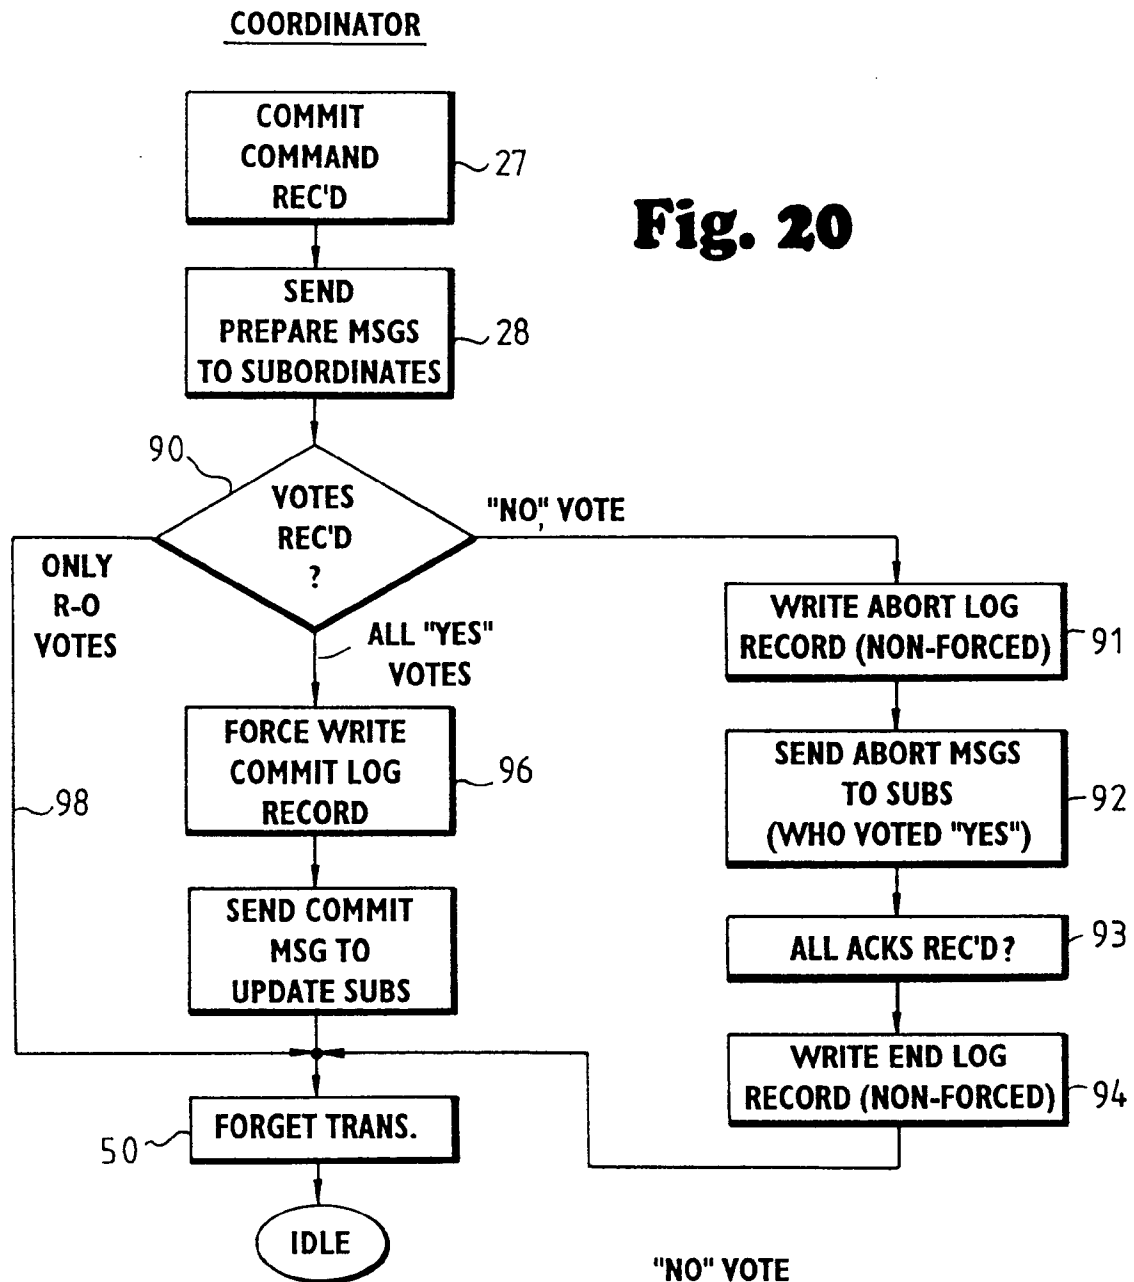 COORDINATOR
COMMIT
COMMAND
REC'D
27
Fig. 20
SEND
PREPARE MSGS
TO SUBORDINATES
28
90
VOTES
REC'D
?
"NO," VOTE
ONLY
R-O
VOTES
ALL "YES"
VOTES
WRITE ABORT LOG
RECORD (NON-FORCED)
91
FORCE WRITE
COMMIT LOG
RECORD
96
98
SEND ABORT MSGS
TO SUBS
(WHO VOTED "YES")
92
SEND COMMIT
MSG TO
UPDATE SUBS
ALL ACKS REC'D?
93
WRITE END LOG
RECORD (NON-FORCED)
94
FORGET TRANS.
50
IDLE
"NO" VOTE